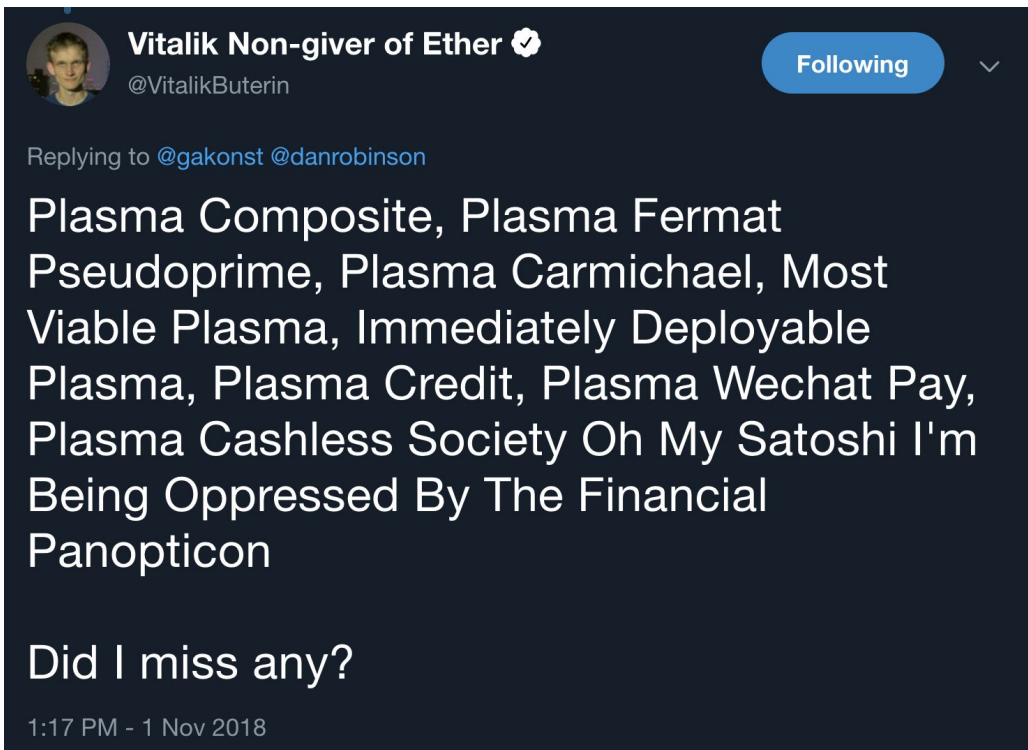 Vitalik Non-giver of Ether
@VitalikButerin
Following
Replying to @gakonst @danrobinson
Plasma Composite, Plasma Fermat
Pseudoprime, Plasma Carmichael, Most
Viable Plasma, Immediately Deployable
Plasma, Plasma Credit, Plasma Wechat Pay,
Plasma Cashless Society Oh My Satoshi I'm
Being Oppressed By The Financial
Panopticon
Did I miss any?
1:17 PM - 1 Nov 2018